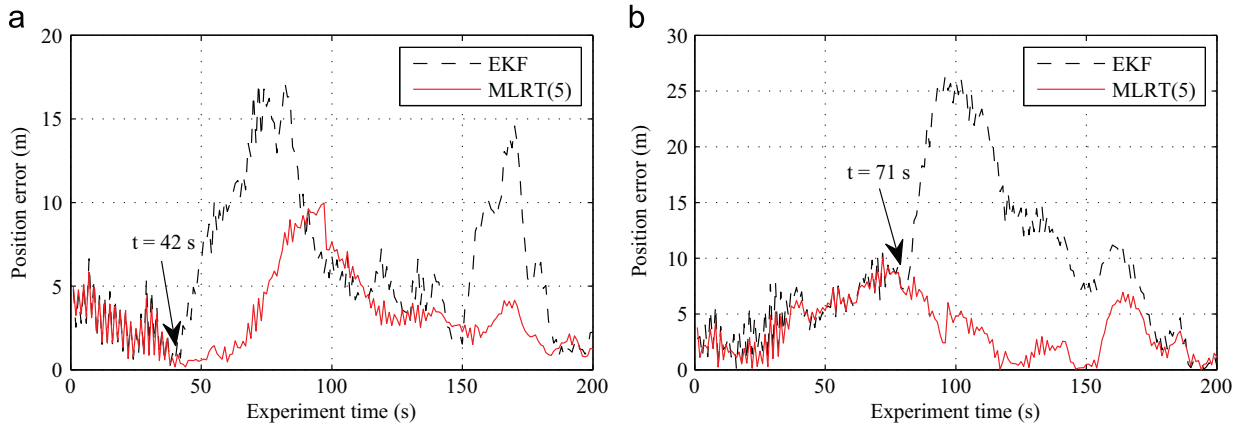 a
20
15
10
5
0
Position error (m)
EKF
MLRT(5)
t = 42 s
0 50 100 150 200
Experiment time (s)
b
30
25
20
15
10
5
0
Position error (m)
EKF
MLRT(5)
t = 71 s
0 50 100 150 200
Experiment time (s)